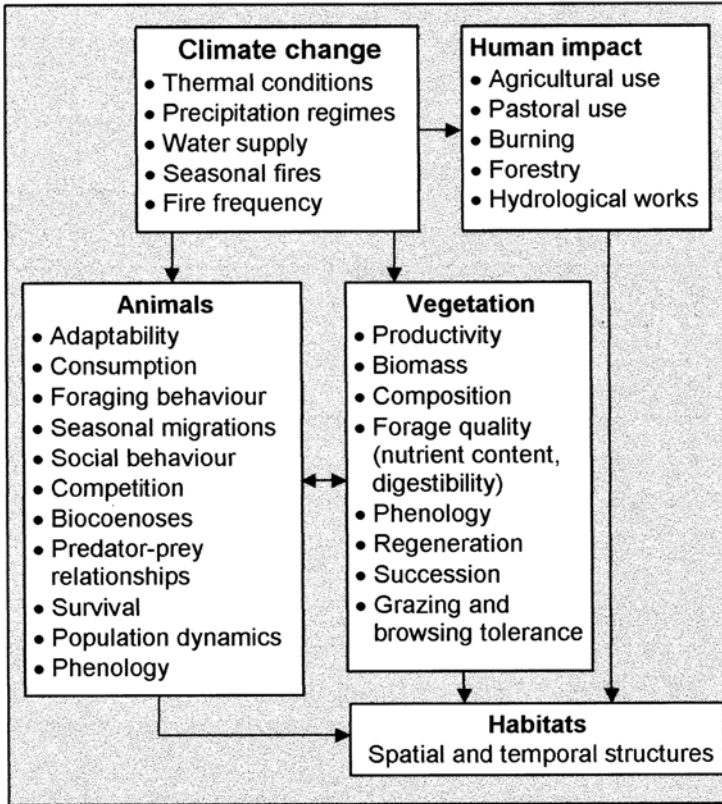 Climate change
• Thermal conditions
• Precipitation regimes
• Water supply
• Seasonal fires
• Fire frequency
Human impact
• Agricultural use
• Pastoral use
• Burning
• Forestry
• Hydrological works
Animals
• Adaptability
• Consumption
• Foraging behaviour
• Seasonal migrations
• Social behaviour
• Competition
• Biocoenoses
• Predator-prey
relationships
• Survival
• Population dynamics
• Phenology
Vegetation
• Productivity
• Biomass
• Composition
• Forage quality
(nutrient content,
digestibility)
• Phenology
• Regeneration
• Succession
• Grazing and
browsing tolerance
Habitats
Spatial and temporal structures